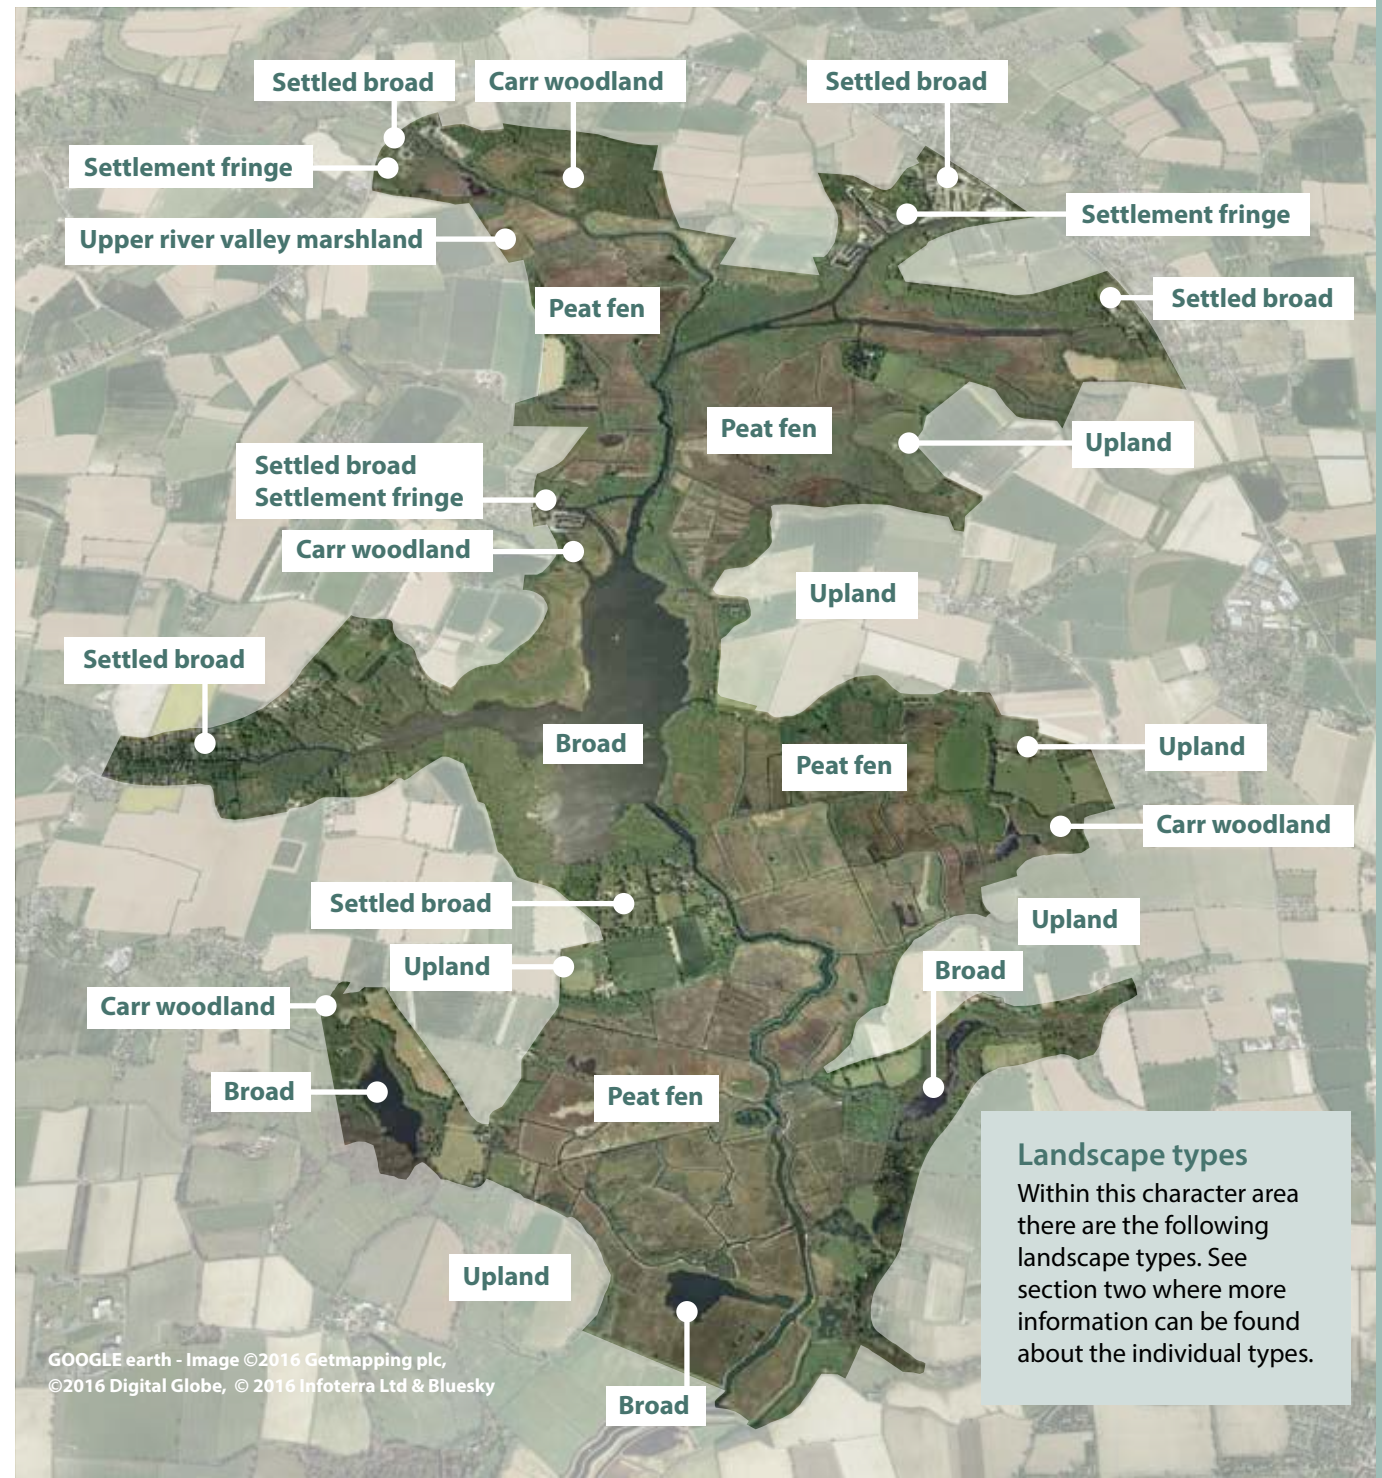 Settled broad
Carr woodland
Settled broad
Settlement fringe
Settlement fringe
Upper river valley marshland
Settled broad
Peat fen
Peat fen
Upland
Settled broad
Settlement fringe
Carr woodland
Upland
Settled broad
Broad
Upland
Peat fen
Carr woodland
Settled broad
Upland
Upland
Broad
Carr woodland
Broad
Peat fen
Landscape types
Within this character area
there are the following
landscape types. See
section two where more
information can be found
about the individual types.
Upland
GOOGLE earth - Image ©2016 Getmapping plc,
©2016 Digital Globe, © 2016 Infoterra Ltd & Bluesky
Broad